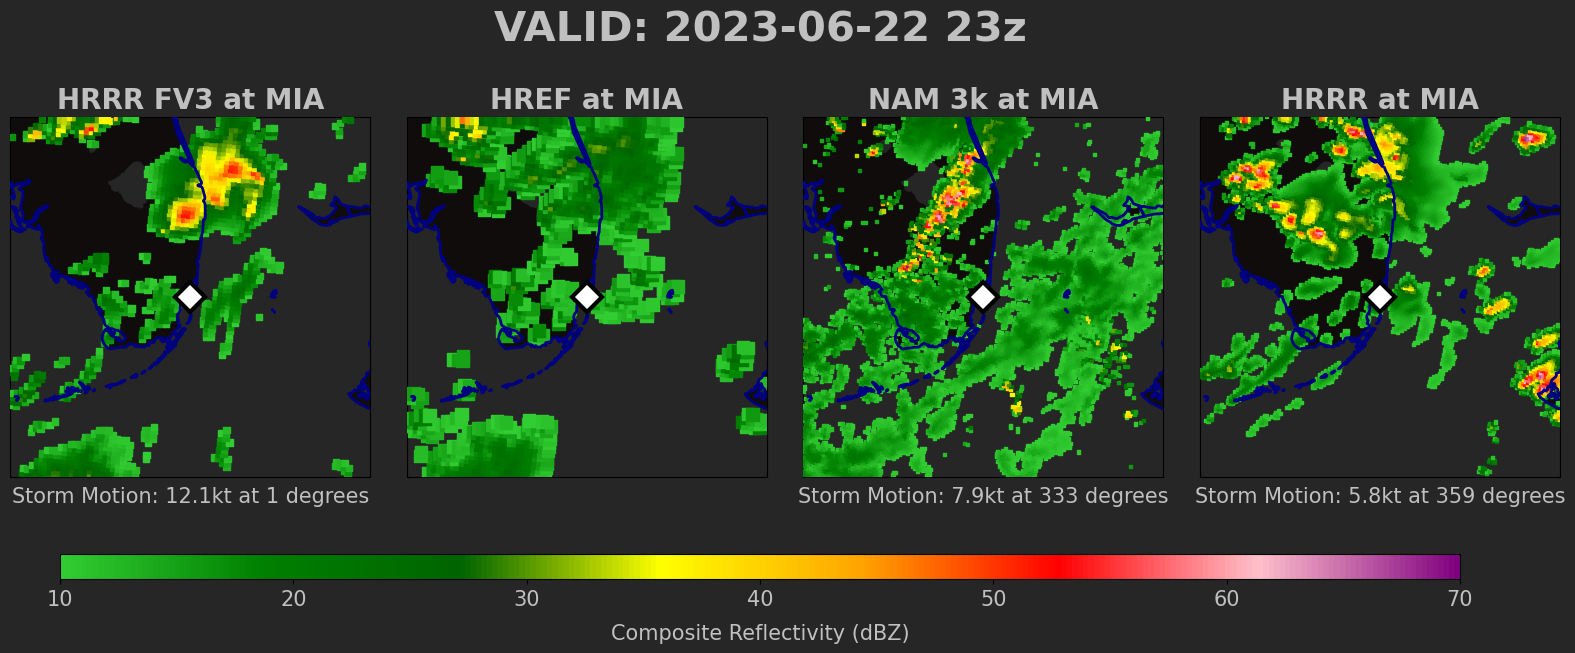 VALID: 2023-06-22 23z
HRRR FV3 at MIA
HREF at MIA
NAM 3k at MIA
HRRR at MIA
Storm Motion: 12.1kt at 1 degrees
Storm Motion: 7.9kt at 333 degrees
Storm Motion: 5.8kt at 359 degrees
10 20 30 40 50 60 70
Composite Reflectivity (dBZ)